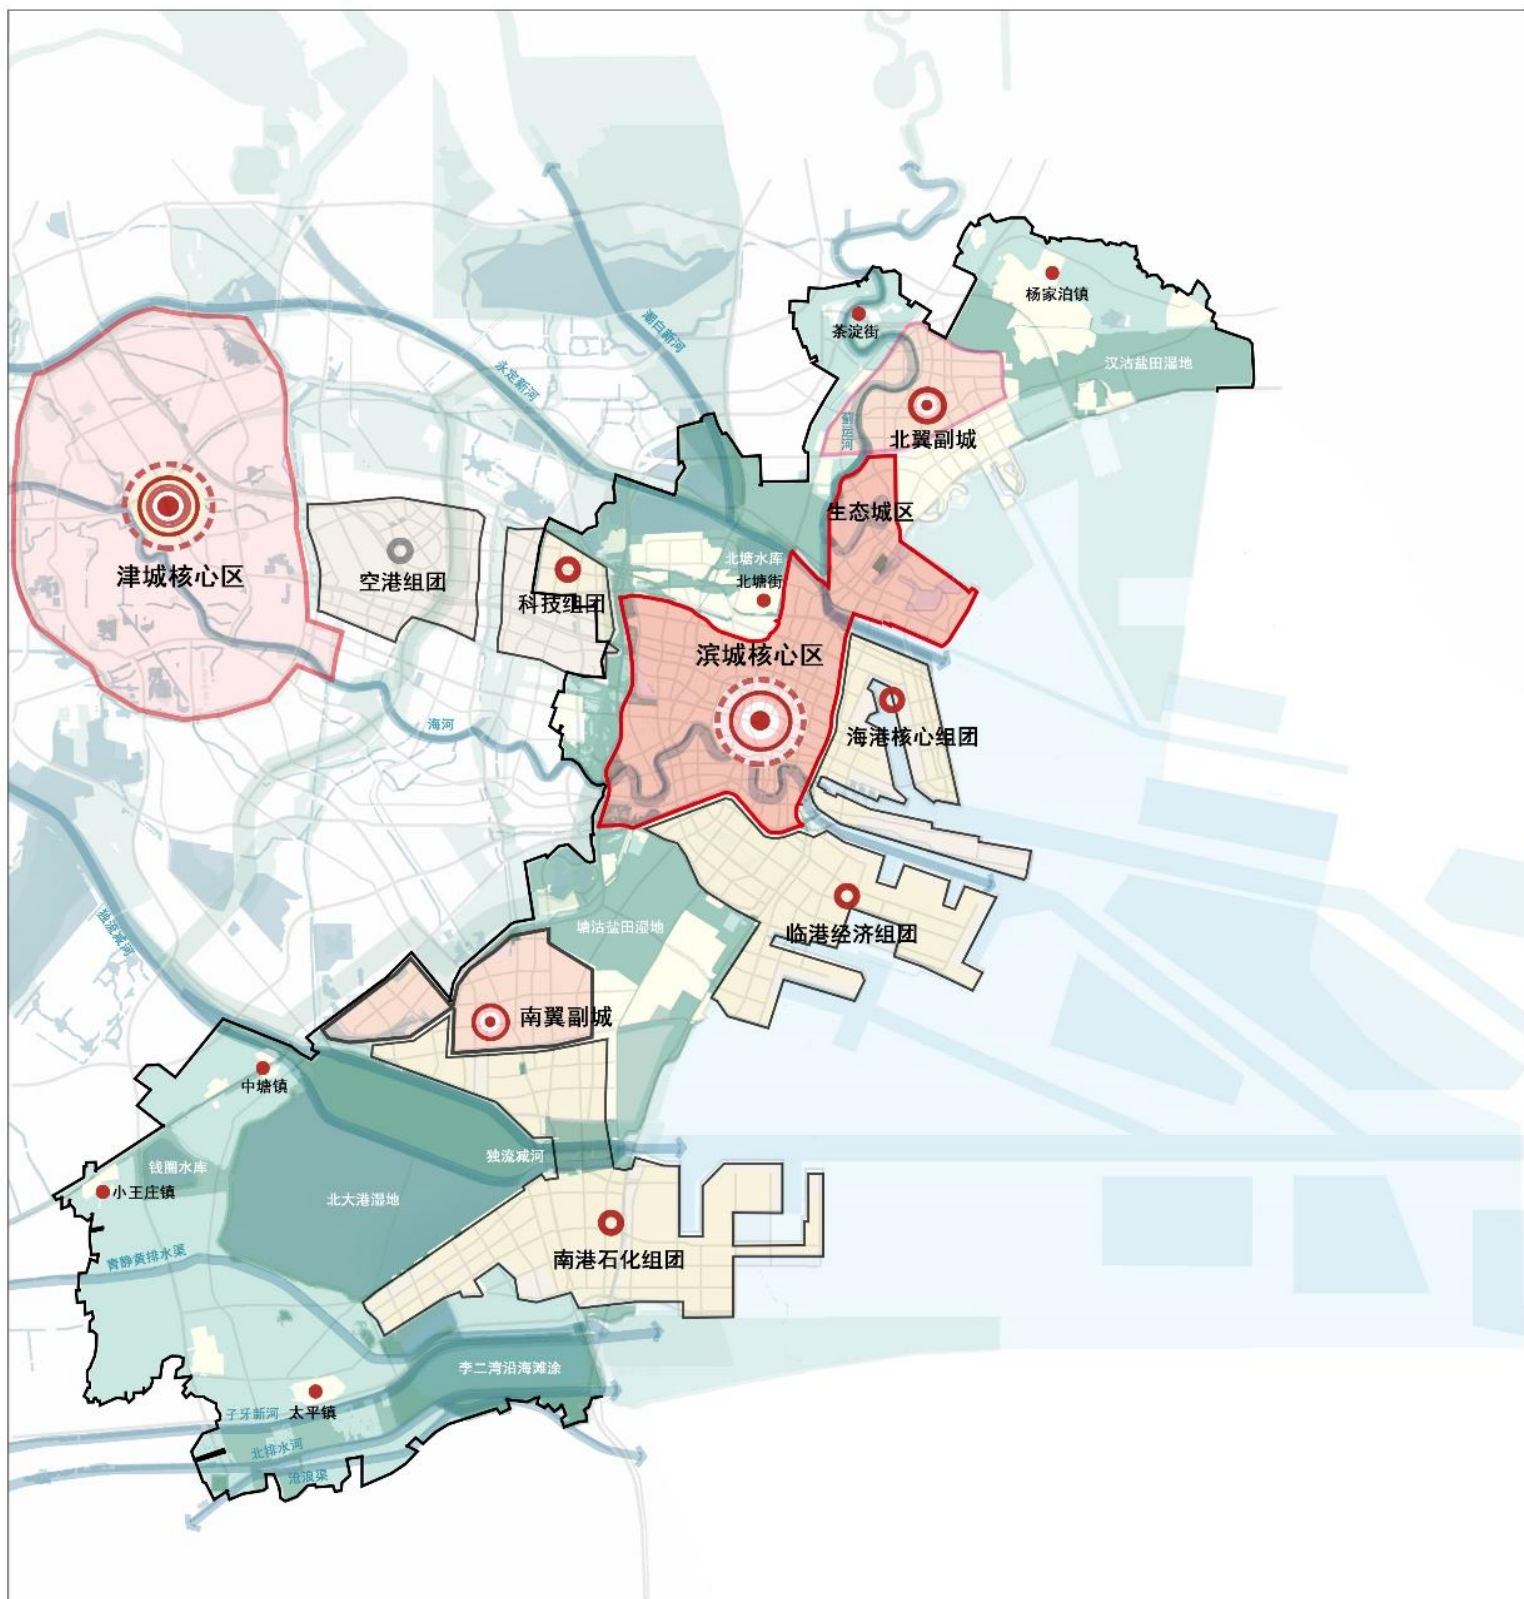 杨家泊镇
潮白新河
茶淀街
汉沽盐田湿地
永定新河
蓟运河
北翼副城
生态城区
北塘水库
津城核心区
空港组团
北塘街
科技组团
滨城核心区
海河
海港核心组团
独流减河
塘沽盐田湿地
临港经济组团
南翼副城
中塘镇
独流减河
钱圈水库
小王庄镇
北大港湿地
青静黄排水渠
南港石化组团
李二湾沿海滩涂
子牙新河
太平镇
北排水河
沧浪渠